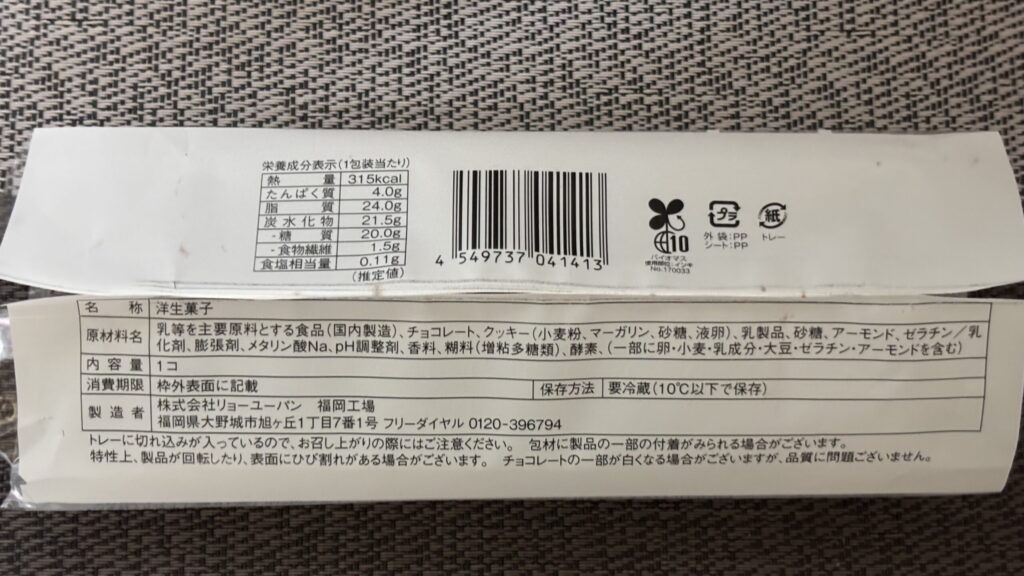 栄養成分表示(1包装当たり)
熱量 315kcal
たんぱく質 4.0g
脂質 24.0g
炭水化物 21.5g
-糖質 20.0g
-食物繊維 1.5g
食塩相当量 0.11g
(推定値)
4 549737 041413
10
バイオマス
使用部位:インキ
No.170033
プラ
外袋:PP
シート:PP
紙
トレー
名称 洋生菓子
原材料名 乳等を主要原料とする食品(国内製造)、チョコレート、クッキー(小麦粉、マーガリン、砂糖、液卵)、乳製品、砂糖、アーモンド、ゼラチン/乳
化剤、膨張剤、メタリン酸Na、pH調整剤、香料、糊料(増粘多糖類)、酵素、(一部に卵・小麦・乳成分・大豆・ゼラチン・アーモンドを含む)
内容量 1コ
消費期限 枠外表面に記載 保存方法 要冷蔵(10℃以下で保存)
製造者 株式会社リョーユーパン 福岡工場
福岡県大野城市旭ヶ丘1丁目7番1号 フリーダイヤル 0120-396794
トレーに切れ込みが入っているので、お召し上がりの際にはご注意ください。 包材に製品の一部の付着がみられる場合がございます。
特性上、製品が回転したり、表面にひび割れがある場合がございます。 チョコレートの一部が白くなる場合がございますが、品質に問題ございません。